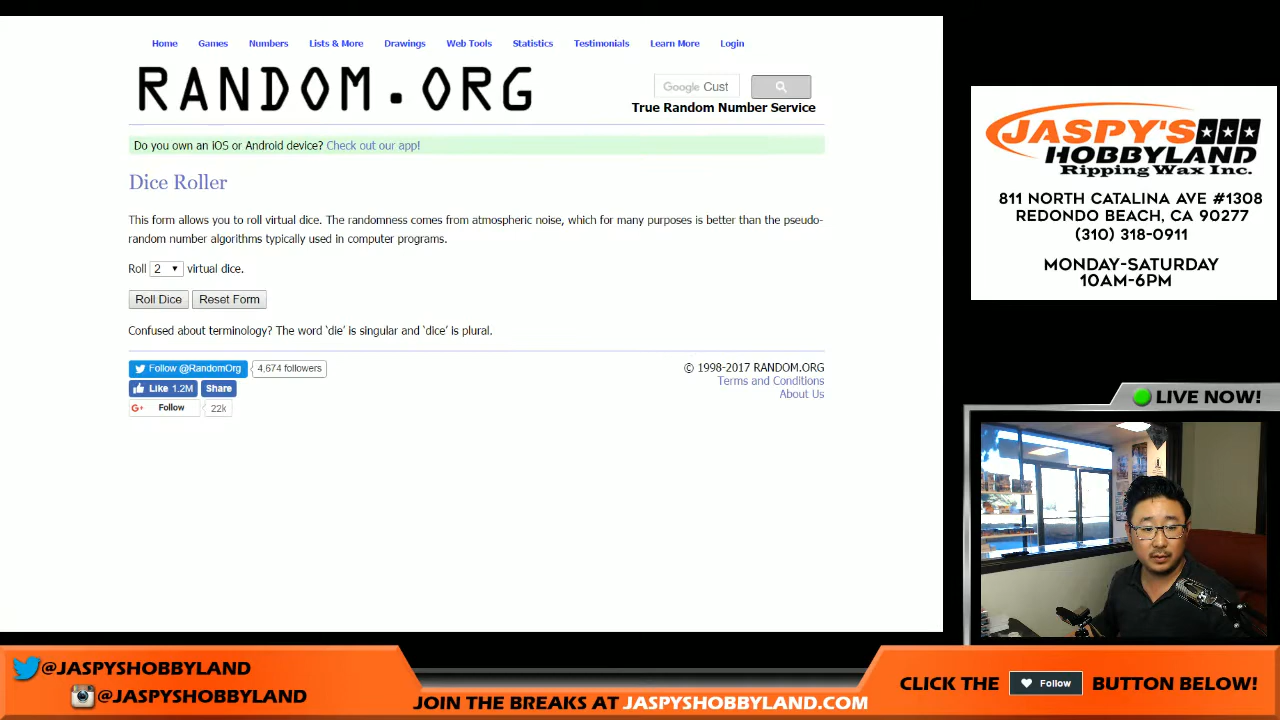 Home Games Numbers Lists & More Drawings Web Tools Statistics Testimonials Learn More Login
RANDOM.ORG
Google Cust
True Random Number Service
Do you own an iOS or Android device? Check out our app!
Dice Roller
This form allows you to roll virtual dice. The randomness comes from atmospheric noise, which for many purposes is better than the pseudo-
random number algorithms typically used in computer programs.
Roll 2 virtual dice.
Roll Dice Reset Form
Confused about terminology? The word ‘die’ is singular and ‘dice’ is plural.
Follow @RandomOrg 4,674 followers
Like 1.2M Share
G+ Follow 22k
© 1998-2017 RANDOM.ORG
Terms and Conditions
About Us
JASPY'S
HOBBYLAND
Ripping Wax Inc.
811 NORTH CATALINA AVE #1308
REDONDO BEACH, CA 90277
(310) 318-0911
MONDAY-SATURDAY
10AM-6PM
LIVE NOW!
@JASPYSHOBBYLAND
@JASPYSHOBBYLAND
JOIN THE BREAKS AT JASPYSHOBBYLAND.COM
CLICK THE Follow BUTTON BELOW!